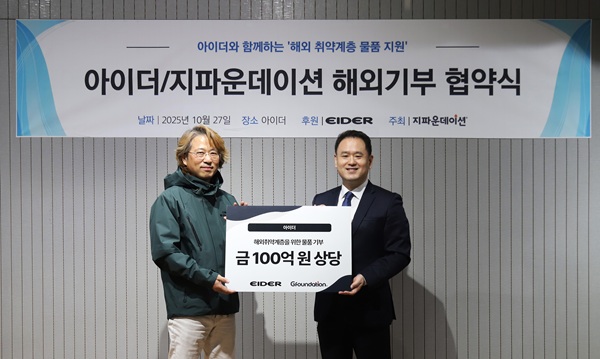 아이더와 함께하는 '해외 취약계층 물품 지원'
아이더/지파운데이션 해외기부 협약식
날짜 | 2025년 10월 27일 장소 아이더 후원 | EIDER 주최 | 지파운데이션
아이더
해외취약계층을 위한 물품 기부
금 100억 원 상당
EIDER Gfoundation